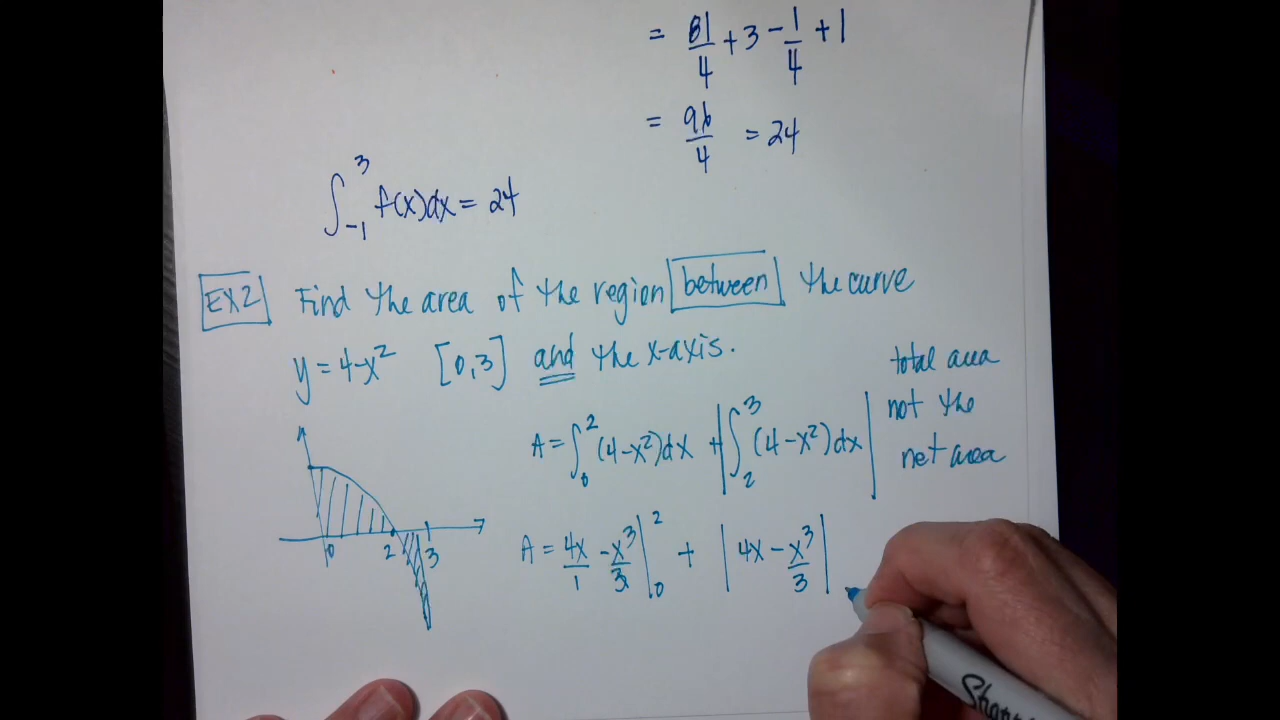 = 81/4 + 3 - 1/4 + 1
= 96/4 = 24
∫_{-1}^{3} f(x)dx = 24
EX2 Find the area of the region between the curve
y = 4-x² [0,3] and the x-axis.
total area
not the
net area
A = ∫_0^2 (4-x²)dx + |∫_2^3 (4-x²)dx|
A = 4x/1 - x³/3 |_0^2 + |4x - x³/3|
0 2 3